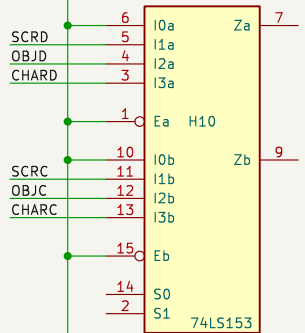 6 I0a Za 7
SCRD 5 I1a
OBJD 4 I2a
CHARD 3 I3a
1 Ea H10
10 I0b Zb 9
SCRC 11 I1b
OBJC 12 I2b
CHARC 13 I3b
15 Eb
14 S0
2 S1
74LS153